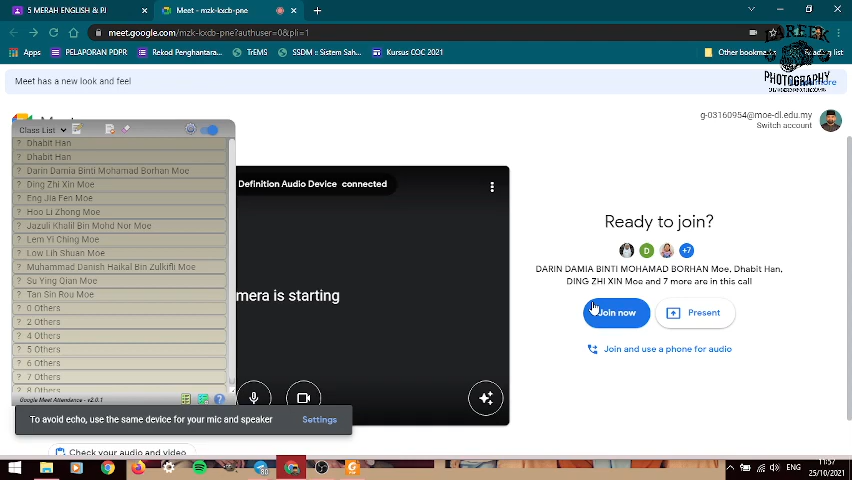 5 MERAH ENGLISH & PJ
Meet - mzk-kxdb-pne
meet.google.com/mzk-kxdb-pne?authuser=0&pli=1
Apps
PELAPORAN PDPR
Rekod Penghantara...
TrEMS
SSDM :: Sistem Sah...
Kursus COC 2021
Other bookmarks
Reading list
PHOTOGRAPHY
Meet has a new look and feel
g-03160954@moe-dl.edu.my
Switch account
Class List
? Dhabit Han
? Dhabit Han
? Darin Damia Binti Mohamad Borhan Moe
? Ding Zhi Xin Moe
? Eng Jia Fen Moe
? Hoo Li Zhong Moe
? Jazuli Khalil Bin Mohd Nor Moe
? Lem Yi Ching Moe
? Low Lih Shuan Moe
? Muhammad Danish Haikal Bin Zulkifli Moe
? Su Ying Qian Moe
? Tan Sin Rou Moe
? 0 Others
? 2 Others
? 4 Others
? 5 Others
? 6 Others
? 7 Others
? 8 Others
Google Meet Attendance - v2.0.1
Definition Audio Device connected
mera is starting
Ready to join?
D
+7
DARIN DAMIA BINTI MOHAMAD BORHAN Moe, Dhabit Han,
DING ZHI XIN Moe and 7 more are in this call
Join now
Present
Join and use a phone for audio
To avoid echo, use the same device for your mic and speaker
Settings
Check your audio and video
80
ENG
11:57
25/10/2021